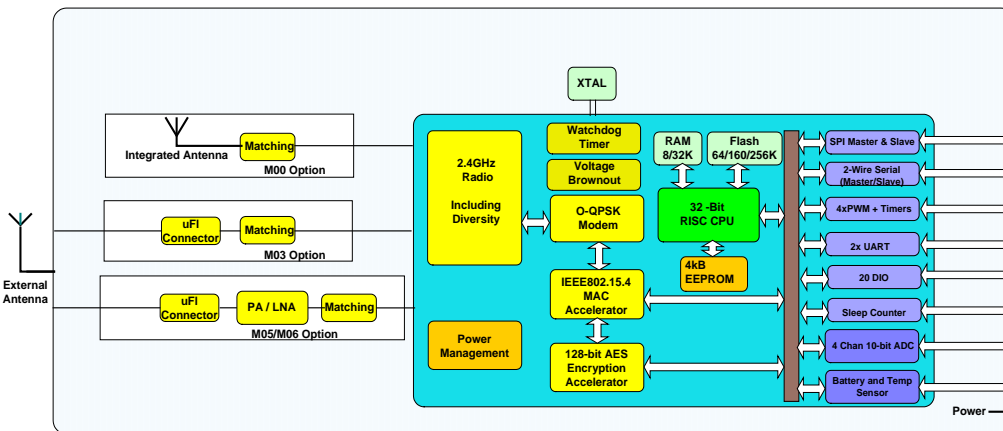 XTAL
Integrated Antenna
Matching
M00 Option
uFl
Connector
Matching
M03 Option
External
Antenna
uFl
Connector
PA / LNA
Matching
M05/M06 Option
2.4GHz
Radio
Including
Diversity
Power
Management
Watchdog
Timer
Voltage
Brownout
O-QPSK
Modem
IEEE802.15.4
MAC
Accelerator
128-bit AES
Encryption
Accelerator
RAM
8/32K
Flash
64/160/256K
32 -Bit
RISC CPU
4kB
EEPROM
SPI Master & Slave
2-Wire Serial
(Master/Slave)
4xPWM + Timers
2x UART
20 DIO
Sleep Counter
4 Chan 10-bit ADC
Battery and Temp
Sensor
Power